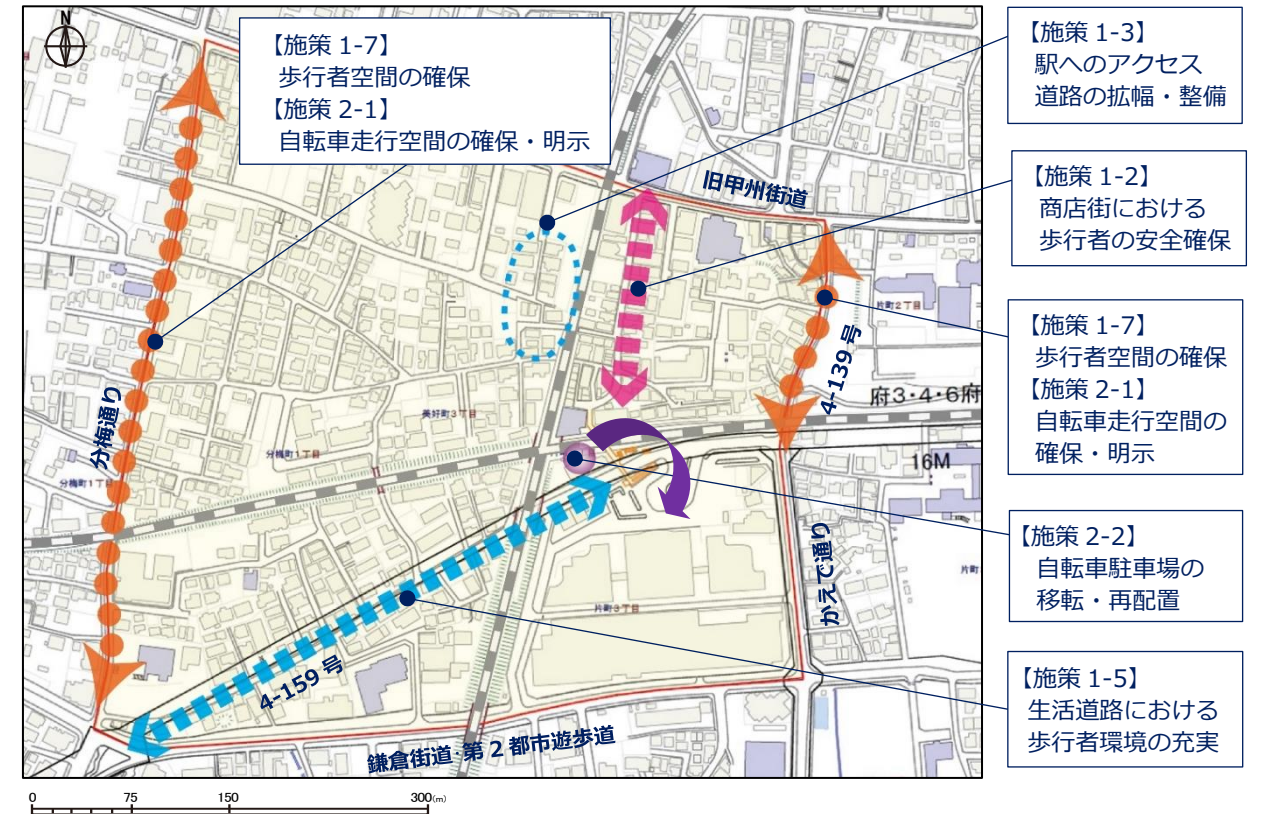 N
【施策 1-7】
歩行者空間の確保
【施策 2-1】
自転車走行空間の確保・明示
【施策 1-3】
駅へのアクセス
道路の拡幅・整備
【施策 1-2】
商店街における
歩行者の安全確保
【施策 1-7】
歩行者空間の確保
【施策 2-1】
自転車走行空間の
確保・明示
【施策 2-2】
自転車駐車場の
移転・再配置
【施策 1-5】
生活道路における
歩行者環境の充実
旧甲州街道
片町2丁目
4-139 号
府3・4・6府
16M
分梅通り
美好町3丁目
分梅町1丁目
分梅町1丁
かえで通り
片町
片町3丁目
4-159 号
鎌倉街道·第 2 都市遊歩道
0 75 150 300(m)